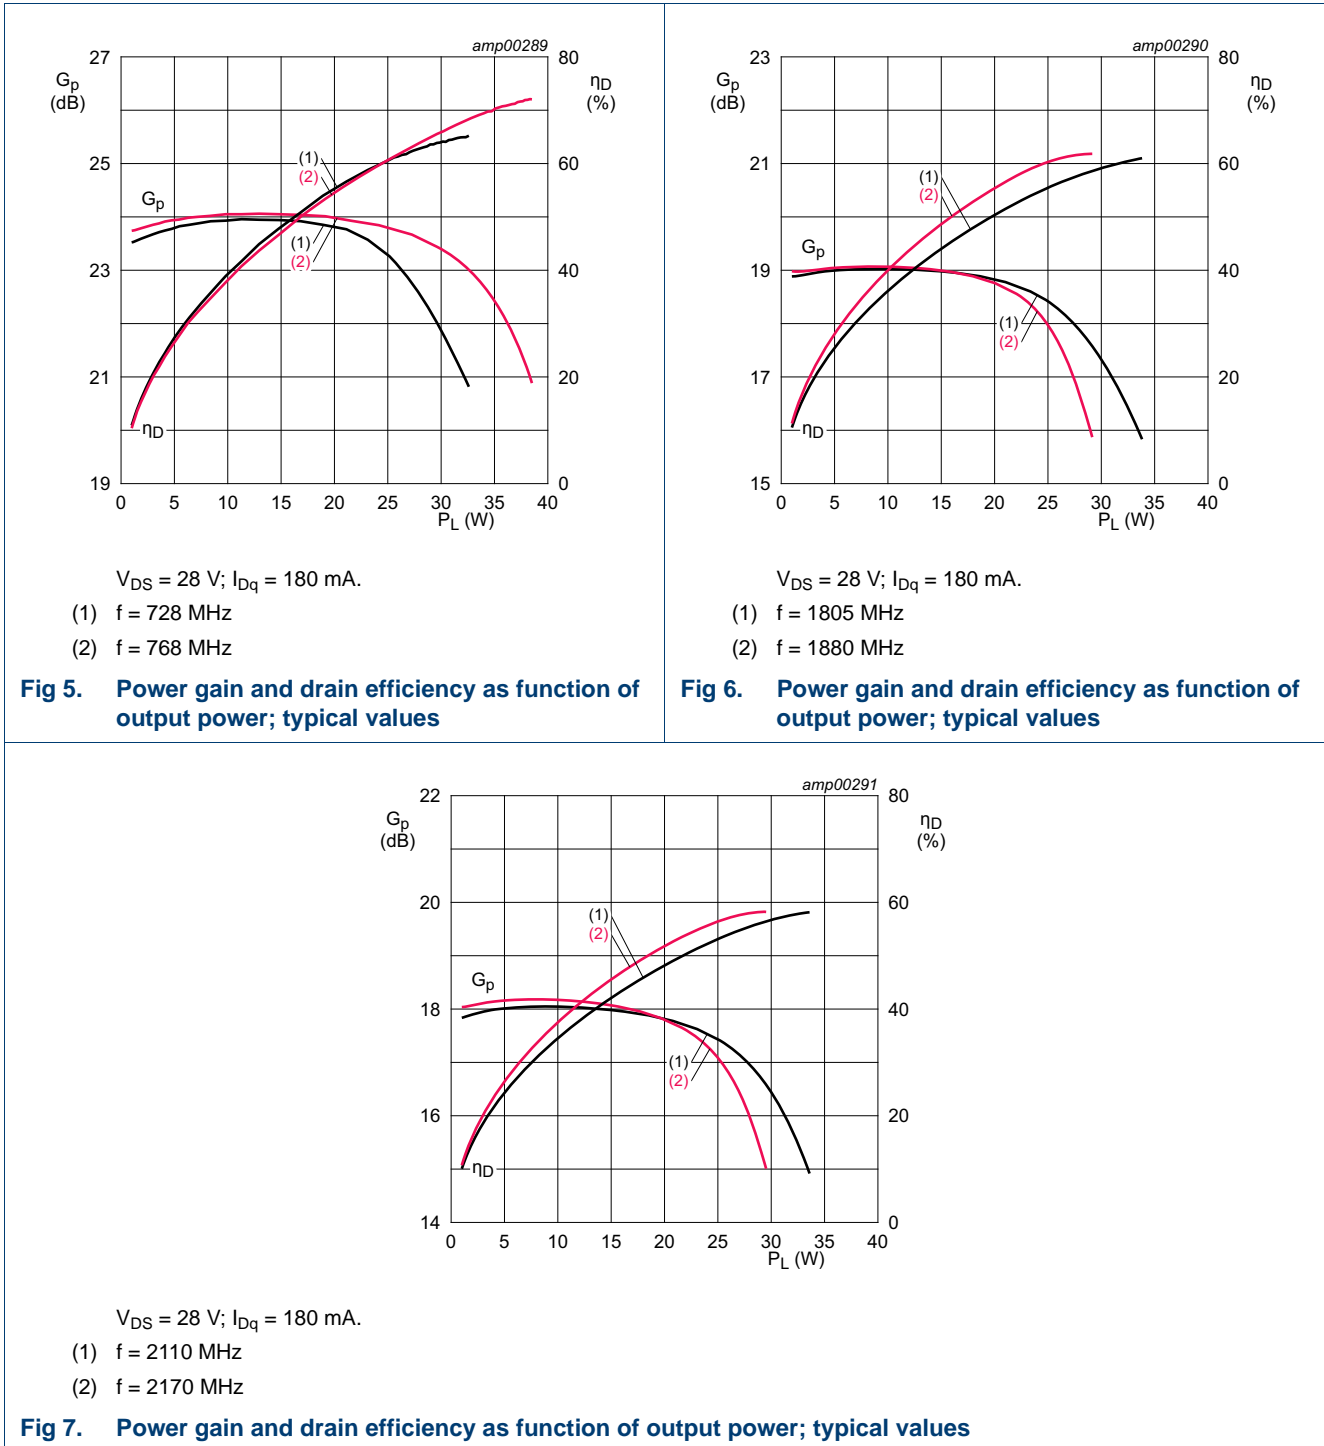 amp00289
27
80
Gp
(dB)
ηD
(%)
(1)
(2)
25
60
Gp
(1)
(2)
23
40
21
20
ηD
19
0
0 5 10 15 20 25 30 35 40
PL (W)
VDS = 28 V; IDq = 180 mA.
(1) f = 728 MHz
(2) f = 768 MHz
Fig 5. Power gain and drain efficiency as function of
output power; typical values
amp00290
23
80
Gp
(dB)
ηD
(%)
21
60
(1)
(2)
Gp
19
40
(1)
(2)
17
20
ηD
15
0
0 5 10 15 20 25 30 35 40
PL (W)
VDS = 28 V; IDq = 180 mA.
(1) f = 1805 MHz
(2) f = 1880 MHz
Fig 6. Power gain and drain efficiency as function of
output power; typical values
amp00291
22
80
Gp
(dB)
ηD
(%)
20
60
(1)
(2)
Gp
18
40
(1)
(2)
16
20
ηD
14
0
0 5 10 15 20 25 30 35 40
PL (W)
VDS = 28 V; IDq = 180 mA.
(1) f = 2110 MHz
(2) f = 2170 MHz
Fig 7. Power gain and drain efficiency as function of output power; typical values